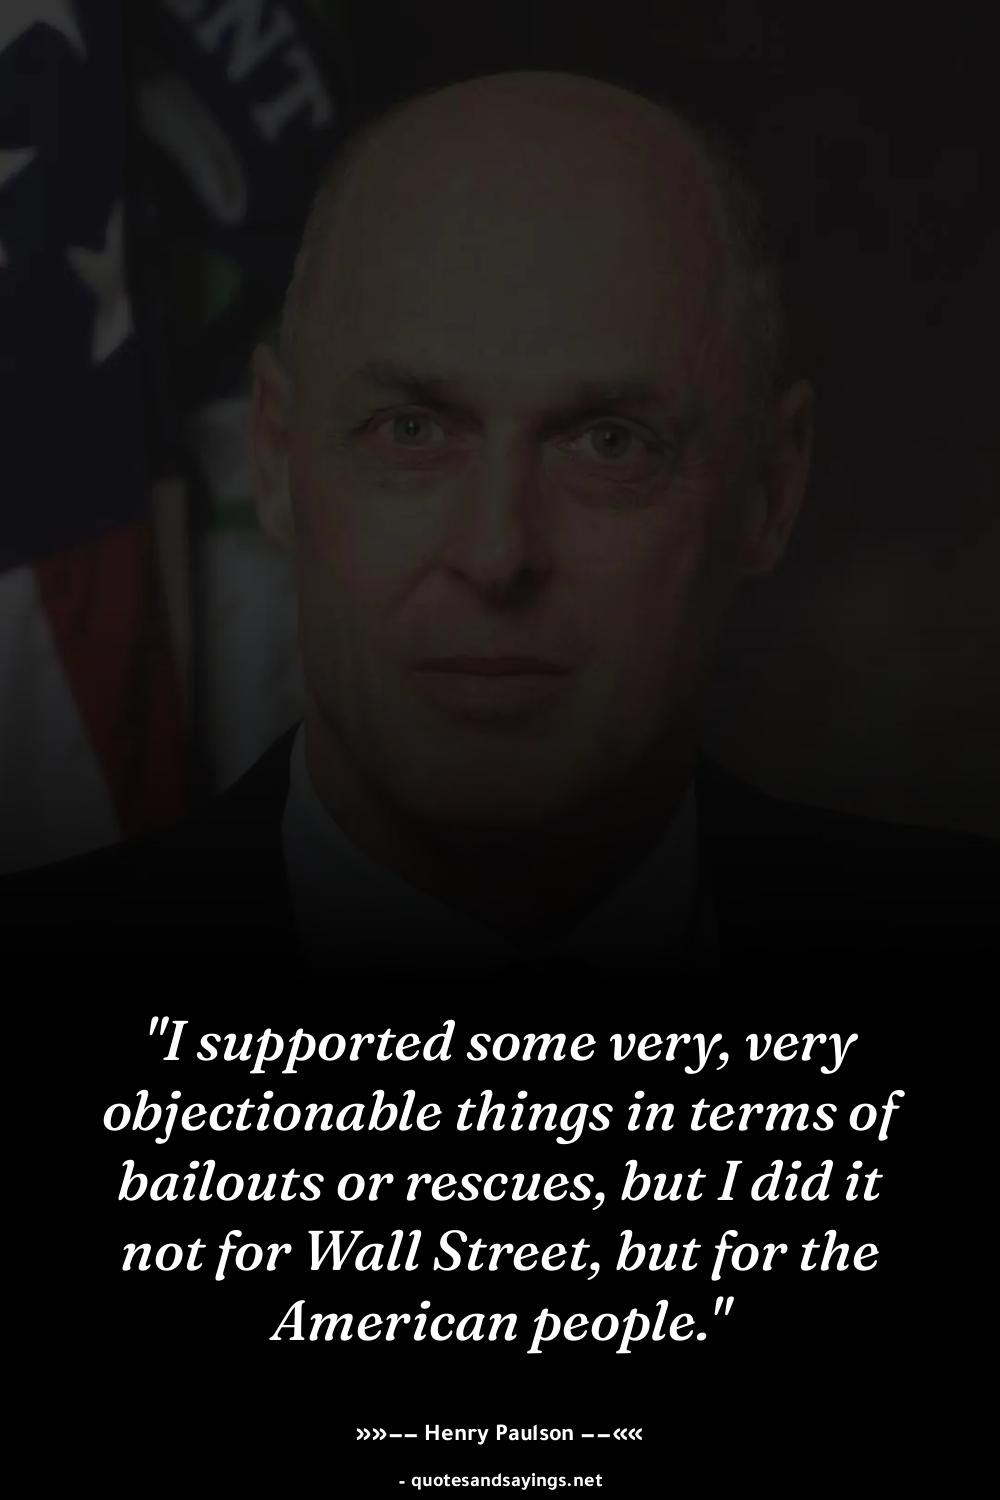 ENT
"I supported some very, very
objectionable things in terms of
bailouts or rescues, but I did it
not for Wall Street, but for the
American people."
»»−− Henry Paulson −−««
- quotesandsayings.net